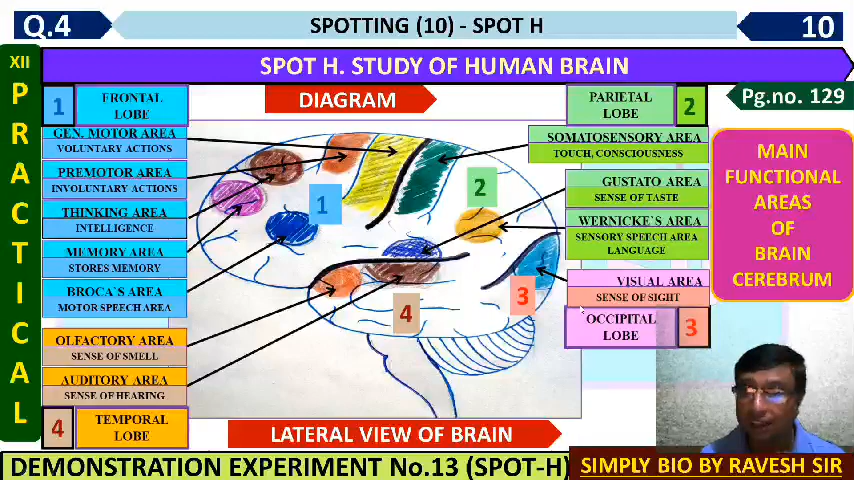 Q.4
SPOTTING (10) - SPOT H
10
XII
PRACTICAL
SPOT H. STUDY OF HUMAN BRAIN
1
FRONTAL
LOBE
DIAGRAM
PARIETAL
LOBE
2
Pg.no. 129
GEN. MOTOR AREA
VOLUNTARY ACTIONS
PREMOTOR AREA
INVOLUNTARY ACTIONS
THINKING AREA
INTELLIGENCE
MEMORY AREA
STORES MEMORY
BROCA`S AREA
MOTOR SPEECH AREA
OLFACTORY AREA
SENSE OF SMELL
AUDITORY AREA
SENSE OF HEARING
4
TEMPORAL
LOBE
1
2
3
4
SOMATOSENSORY AREA
TOUCH, CONSCIOUSNESS
GUSTATO AREA
SENSE OF TASTE
WERNICKE`S AREA
SENSORY SPEECH AREA
LANGUAGE
VISUAL AREA
SENSE OF SIGHT
OCCIPITAL
LOBE
3
MAIN
FUNCTIONAL
AREAS
OF
BRAIN
CEREBRUM
LATERAL VIEW OF BRAIN
DEMONSTRATION EXPERIMENT No.13 (SPOT-H)
SIMPLY BIO BY RAVESH SIR